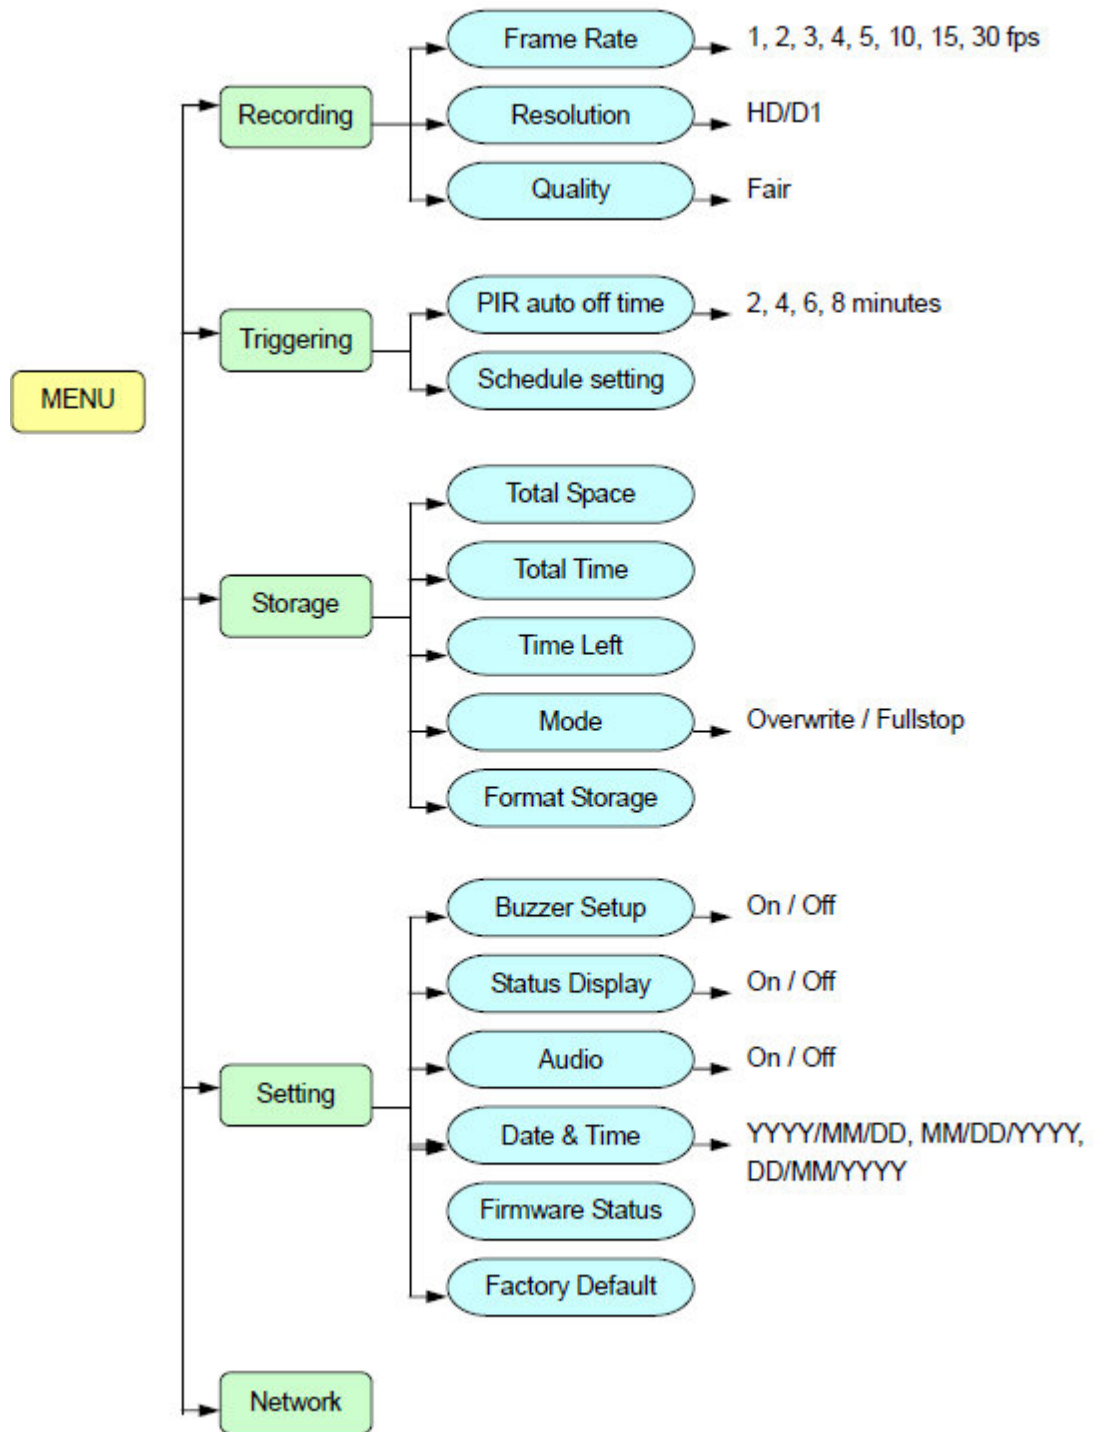 MENU
Recording
Frame Rate
1, 2, 3, 4, 5, 10, 15, 30 fps
Resolution
HD/D1
Quality
Fair
Triggering
PIR auto off time
2, 4, 6, 8 minutes
Schedule setting
Storage
Total Space
Total Time
Time Left
Mode
Overwrite / Fullstop
Format Storage
Setting
Buzzer Setup
On / Off
Status Display
On / Off
Audio
On / Off
Date & Time
YYYY/MM/DD, MM/DD/YYYY,
DD/MM/YYYY
Firmware Status
Factory Default
Network